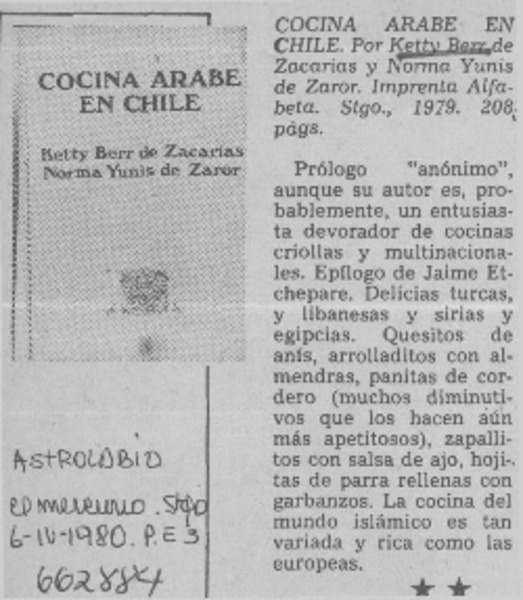 COCINA ARABE
EN CHILE
Ketty Berr de Zacarias
Norma Yunis de Zaror
COCINA ARABE EN
CHILE. Por Ketty Berr de
Zacarias y Norma Yunis
de Zaror. Imprenta Alfa-
beta. Stgo., 1979. 208
págs.
Prólogo "anónimo",
aunque su autor es, pro-
bablemente, un entusias-
ta devorador de cocinas
criollas y multinaciona-
les. Epílogo de Jaime Et-
chepare. Delicias turcas,
y libanesas y sirias y
egipcias. Quesitos de
anís, arrolladitos con al-
mendras, panitas de cor-
dero (muchos diminuti-
vos que los hacen aún
más apetitosos), zapalli-
tos con salsa de ajo, hoji-
tas de parra rellenas con
garbanzos. La cocina del
mundo islámico es tan
variada y rica como las
europeas.
★ ★
ASTROLABIO
el mercurio. Stgo
6-IV-1980. P. E 3
662884